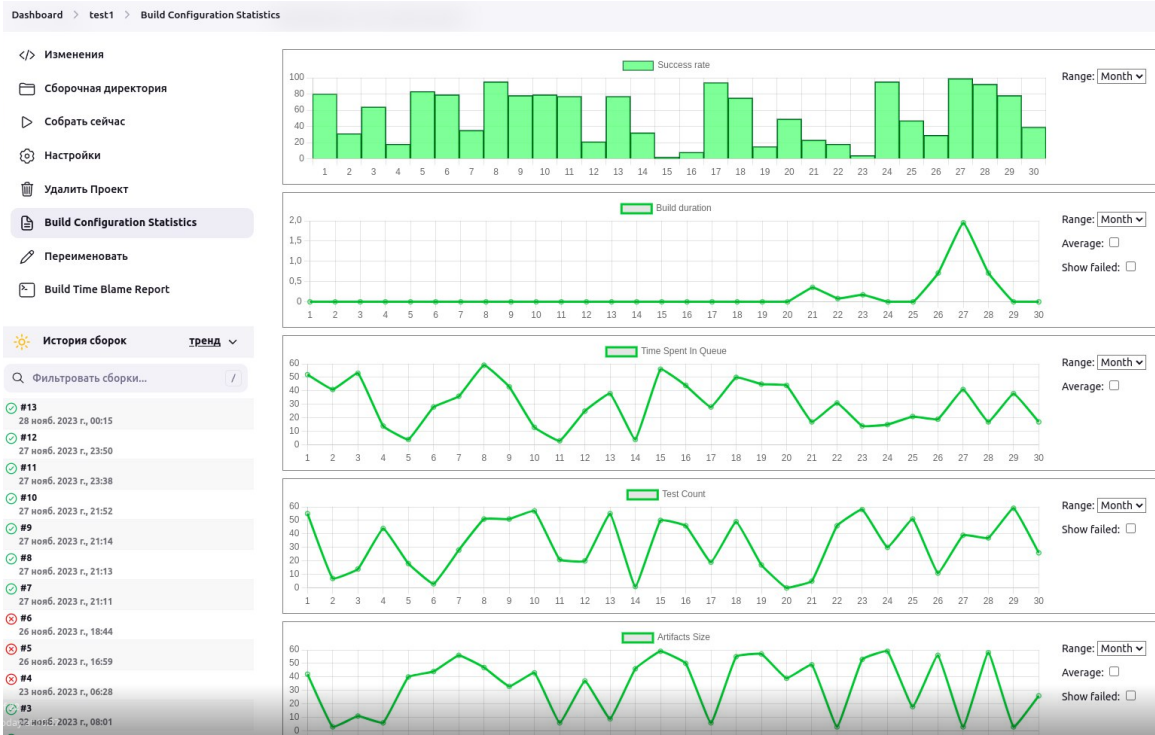 Dashboard > test1 > Build Configuration Statistics
</> Изменения
Сборочная директория
Собрать сейчас
Настройки
Удалить Проект
Build Configuration Statistics
Переименовать
Build Time Blame Report
История сборок тренд
Фильтровать сборки... /
#13
28 нояб. 2023 г., 00:15
#12
27 нояб. 2023 г., 23:50
#11
27 нояб. 2023 г., 23:38
#10
27 нояб. 2023 г., 21:52
#9
27 нояб. 2023 г., 21:14
#8
27 нояб. 2023 г., 21:13
#7
27 нояб. 2023 г., 21:11
#6
26 нояб. 2023 г., 18:44
#5
26 нояб. 2023 г., 16:59
#4
23 нояб. 2023 г., 06:28
#3
22 нояб. 2023 г., 08:01
Success rate
Range: Month
100
80
60
40
20
0
1 2 3 4 5 6 7 8 9 10 11 12 13 14 15 16 17 18 19 20 21 22 23 24 25 26 27 28 29 30
Build duration
Range: Month
Average:
Show failed:
2,0
1,5
1,0
0,5
0
1 2 3 4 5 6 7 8 9 10 11 12 13 14 15 16 17 18 19 20 21 22 23 24 25 26 27 28 29 30
Time Spent In Queue
Range: Month
Average:
60
50
40
30
20
10
0
1 2 3 4 5 6 7 8 9 10 11 12 13 14 15 16 17 18 19 20 21 22 23 24 25 26 27 28 29 30
Test Count
Range: Month
Show failed:
60
50
40
30
20
10
0
1 2 3 4 5 6 7 8 9 10 11 12 13 14 15 16 17 18 19 20 21 22 23 24 25 26 27 28 29 30
Artifacts Size
Range: Month
Average:
Show failed:
60
50
40
30
20
10